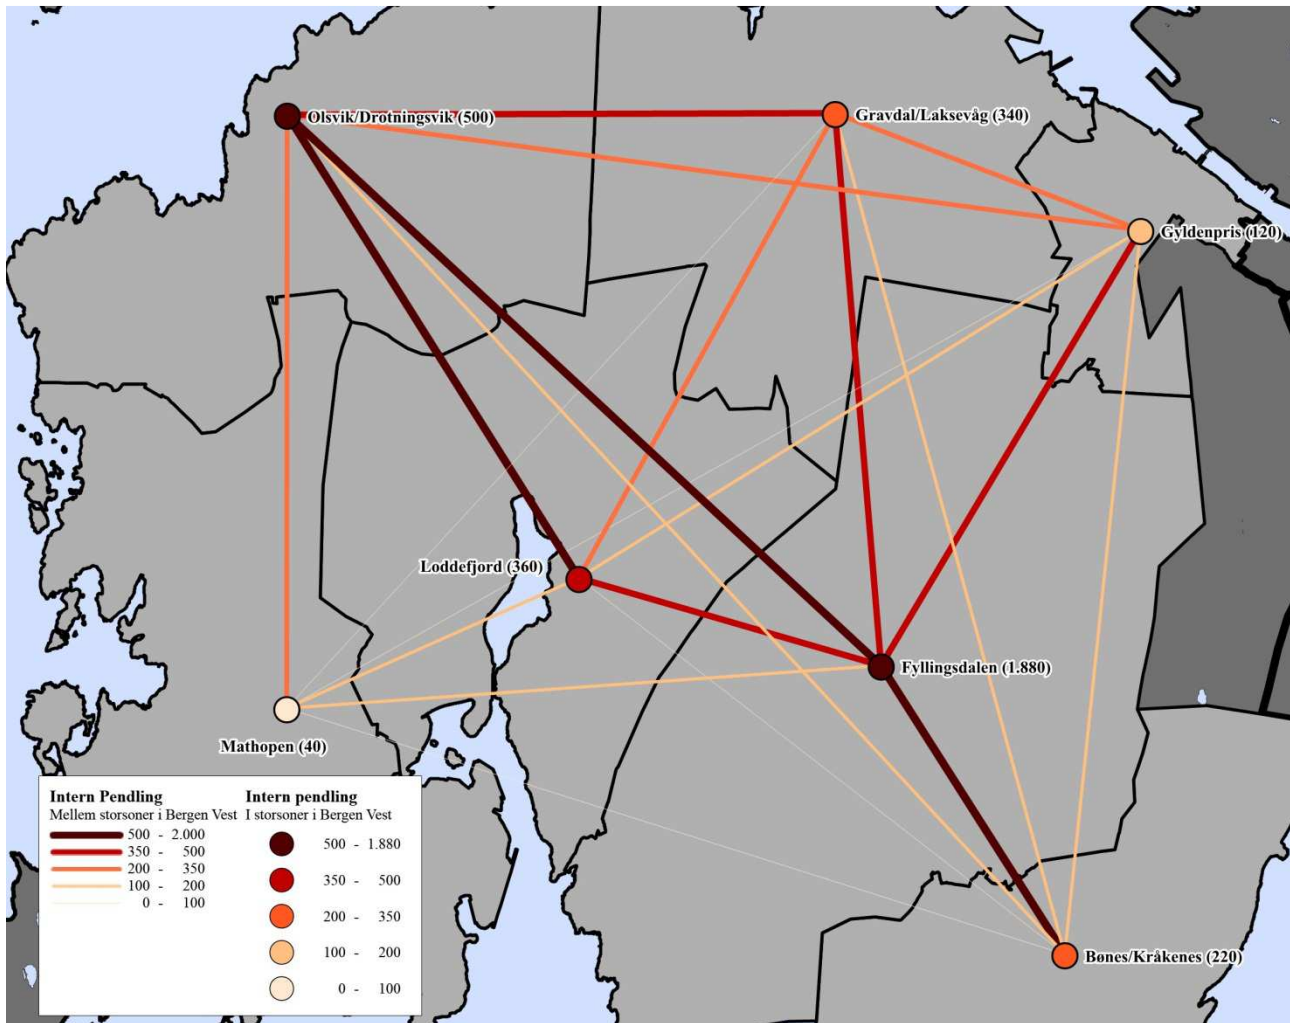 Olsvik/Drotningsvik (500)
Gravdal/Laksevåg (340)
Gyldenpris (120)
Loddefjord (360)
Fyllingsdalen (1.880)
Mathopen (40)
Bønes/Kråkenes (220)
Intern Pendling
Mellem storsoner i Bergen Vest
500 - 2.000
350 - 500
200 - 350
100 - 200
0 - 100
Intern pendling
I storsoner i Bergen Vest
500 - 1.880
350 - 500
200 - 350
100 - 200
0 - 100